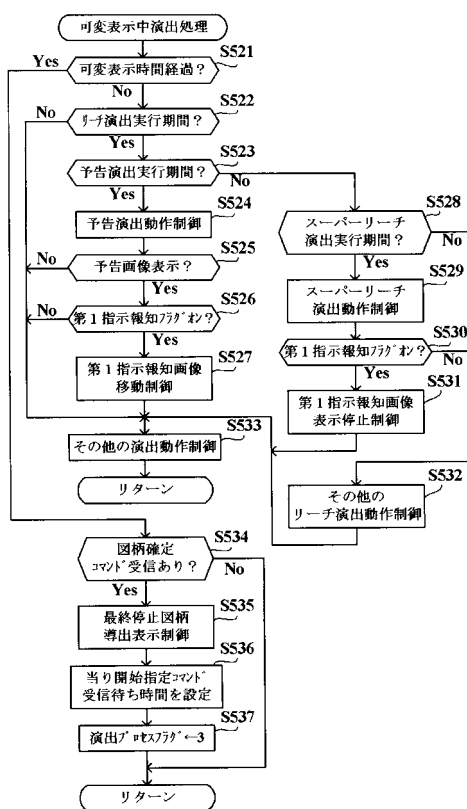 可変表示中演出処理
S521
可変表示時間経過？
Yes
No
S522
リーチ演出実行期間？
No
Yes
S523
予告演出実行期間？
No
Yes
S524
予告演出動作制御
S525
予告画像表示？
No
Yes
S526
第1指示報知フラグオン？
No
Yes
S527
第1指示報知画像
移動制御
S528
スーパーリーチ
演出実行期間？
No
Yes
S529
スーパーリーチ
演出動作制御
S530
第1指示報知フラグオン？
No
Yes
S531
第1指示報知画像
表示停止制御
S532
その他の
リーチ演出動作制御
S533
その他の演出動作制御
リターン
S534
図柄確定
コマンド受信あり？
No
Yes
S535
最終停止図柄
導出表示制御
S536
当り開始指定コマンド
受信待ち時間を設定
S537
演出プロセスフラグ←3
リターン